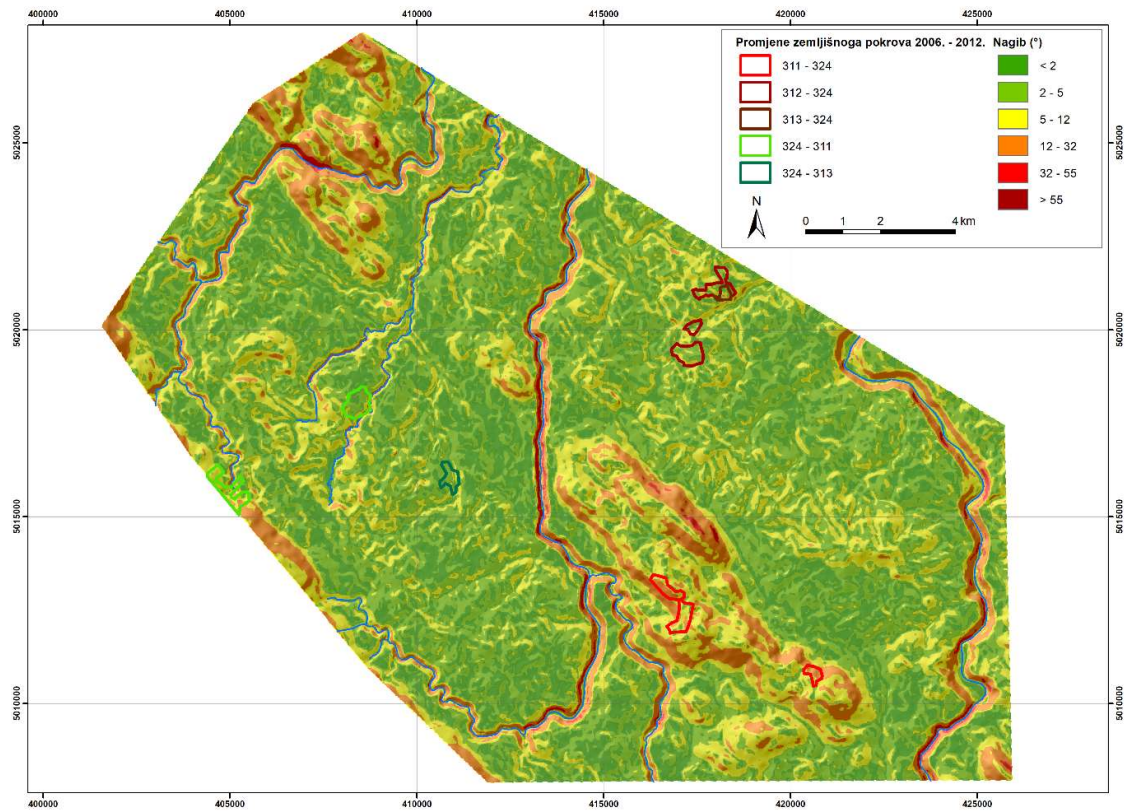 400000 405000 410000 415000 420000 425000
Promjene zemljišnoga pokrova 2006. - 2012. Nagib (°)
311 - 324 < 2
312 - 324 2 - 5
313 - 324 5 - 12
324 - 311 12 - 32
324 - 313 32 - 55
> 55
N
0 1 2 4 km
5025000 5025000
5020000 5020000
5015000 5015000
5010000 5010000
400000 405000 410000 415000 420000 425000